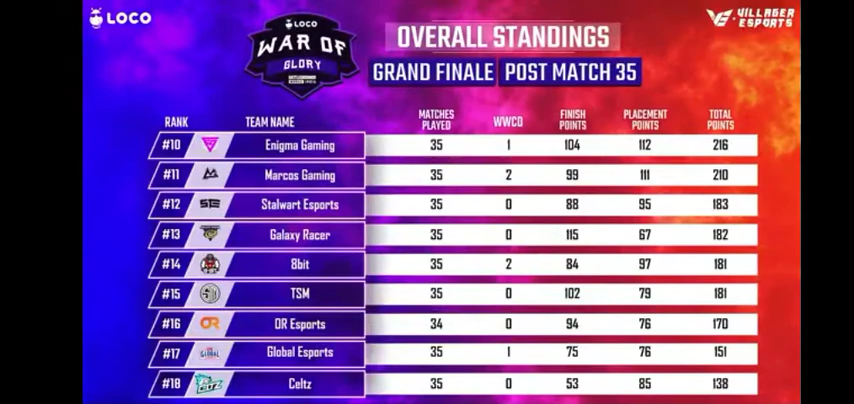 LOCO
VILLAGER ESPORTS
LOCO
WAR OF
GLORY
OVERALL STANDINGS
GRAND FINALE POST MATCH 35
RANK TEAM NAME MATCHES PLAYED WWCD FINISH POINTS PLACEMENT POINTS TOTAL POINTS
#10 Enigma Gaming 35 1 104 112 216
#11 Marcos Gaming 35 2 99 111 210
#12 STE Stalwart Esports 35 0 88 95 183
#13 Galaxy Racer 35 0 115 67 182
#14 8bit 35 2 84 97 181
#15 TSM 35 0 102 79 181
#16 OR OR Esports 34 0 94 76 170
#17 GLOBAL Global Esports 35 1 75 76 151
#18 Celtz 35 0 53 85 138